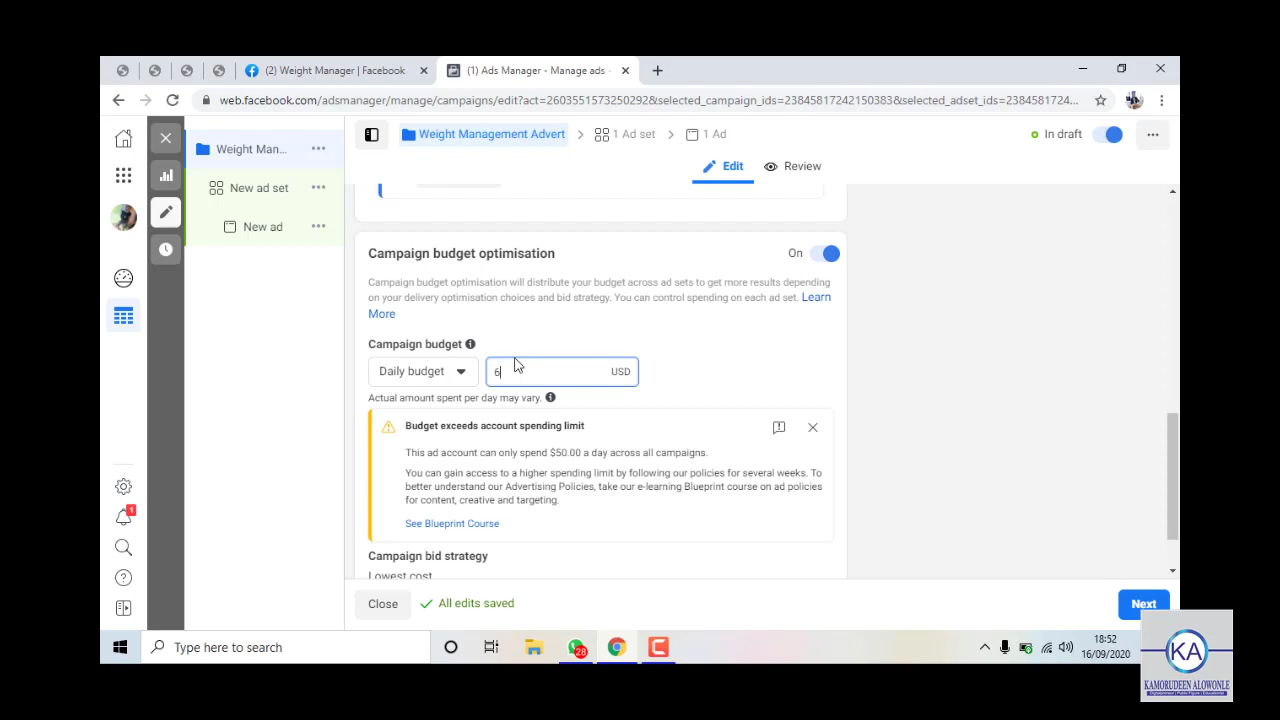 (2) Weight Manager | Facebook
(1) Ads Manager - Manage ads -
web.facebook.com/adsmanager/manage/campaigns/edit?act=2603551573250292&selected_campaign_ids=23845817242150383&selected_adset_ids=2384581724...
Weight Man...
New ad set
New ad
Weight Management Advert
1 Ad set
1 Ad
In draft
Edit
Review
Campaign budget optimisation
On
Campaign budget optimisation will distribute your budget across ad sets to get more results depending
on your delivery optimisation choices and bid strategy. You can control spending on each ad set. Learn
More
Campaign budget
Daily budget
6
USD
Actual amount spent per day may vary.
Budget exceeds account spending limit
This ad account can only spend $50.00 a day across all campaigns.
You can gain access to a higher spending limit by following our policies for several weeks. To
better understand our Advertising Policies, take our e-learning Blueprint course on ad policies
for content, creative and targeting.
See Blueprint Course
Campaign bid strategy
Lowest cost
Close
All edits saved
Next
1
Type here to search
28
18:52
16/09/2020
KA
KAMORUDEEN ALOWONLE